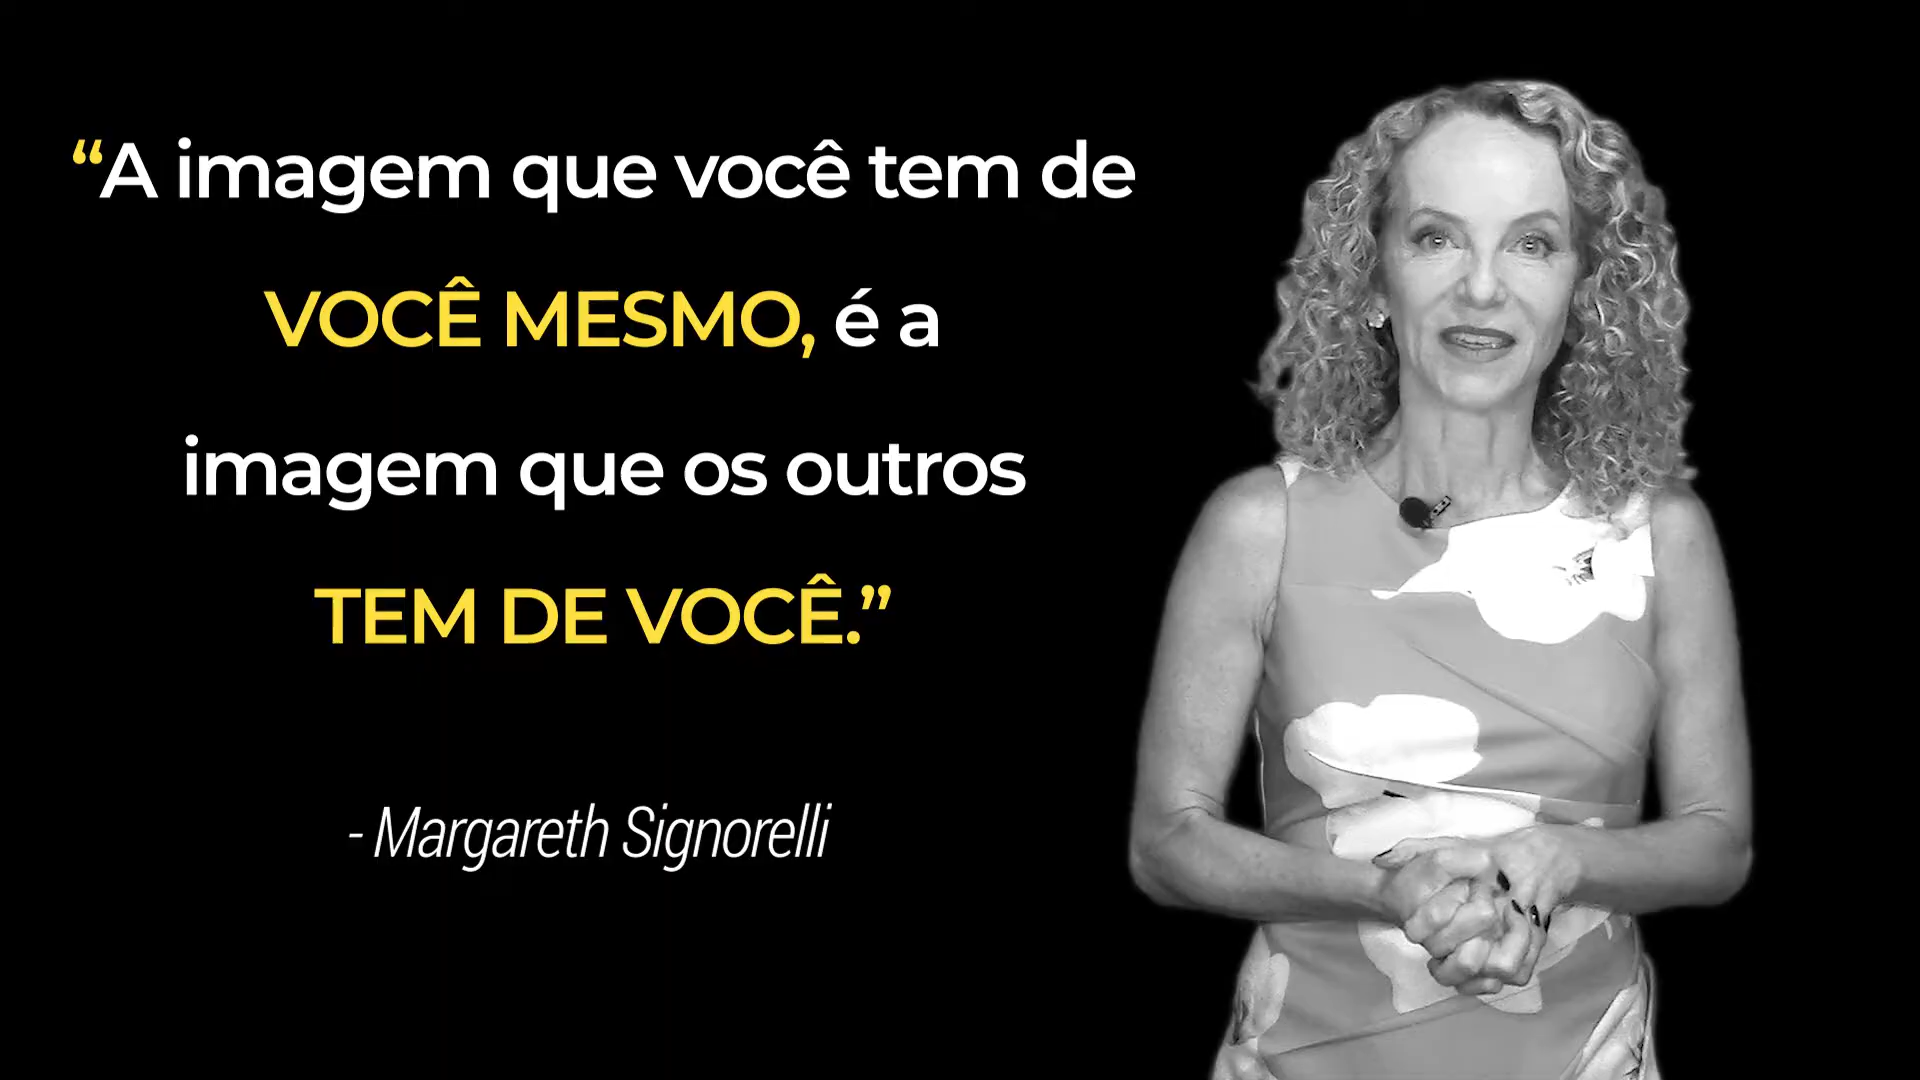 “A imagem que você tem de
VOCÊ MESMO, é a
imagem que os outros
TEM DE VOCÊ.”
- Margareth Signorelli